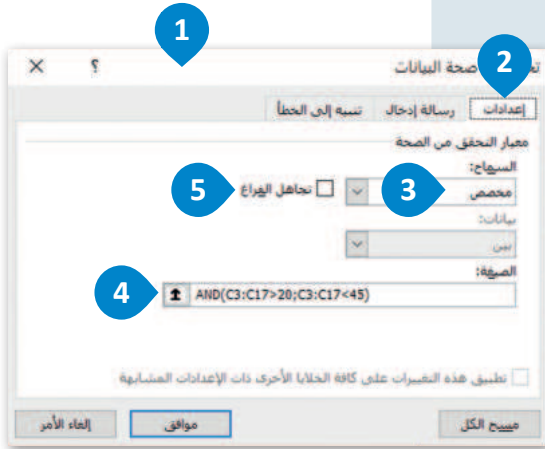 1
2
صحة البيانات
؟
×
إعدادات
رسالة إدخال
تنبيه إلى الخطأ
معيار التحقق من الصحة
السماح:
مخصص
3
تجاهل الفراغ
5
بيانات:
بين
الصيغة:
AND(C3:C17>20;C3:C17<45)
4
تطبيق هذه التغييرات على كافة الخلايا الأخرى ذات الإعدادات المشابهة
مسح الكل
موافق
إلغاء الأمر